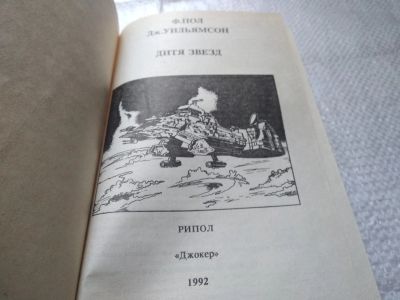 Ф.ПОЛ
Дж.УИЛЬЯМСОН
ДИТЯ ЗВЕЗД
РИПОЛ
«Джокер»
1992